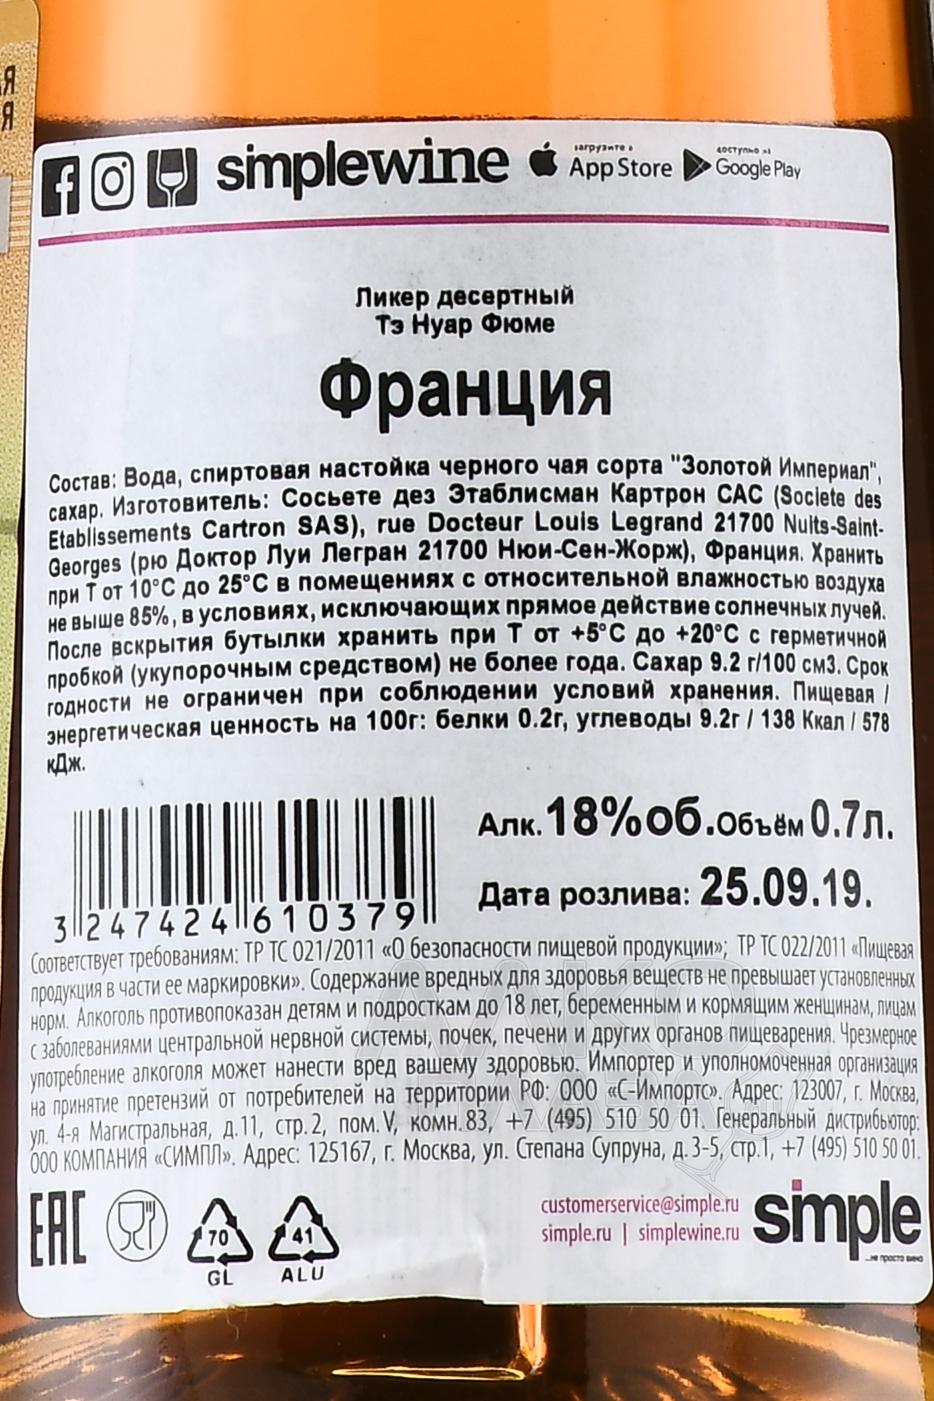 Я
Я
simplewine загрузите в App Store доступно на Google Play
Ликер десертный
Тэ Нуар Фюме
Франция
Состав: Вода, спиртовая настойка черного чая сорта "Золотой Империал",
сахар. Изготовитель: Сосьете дез Этаблисман Картрон САС (Societe des
Etablissements Cartron SAS), rue Docteur Louis Legrand 21700 Nuits-Saint-
Georges (рю Доктор Луи Легран 21700 Нюи-Сен-Жорж), Франция. Хранить
при Т от 10°С до 25°С в помещениях с относительной влажностью воздуха
не выше 85%, в условиях, исключающих прямое действие солнечных лучей.
После вскрытия бутылки хранить при Т от +5°С до +20°С с герметичной
пробкой (укупорочным средством) не более года. Сахар 9.2 г/100 см3. Срок
годности не ограничен при соблюдении условий хранения. Пищевая /
энергетическая ценность на 100г: белки 0.2г, углеводы 9.2г / 138 Ккал / 578
кДж.
Алк. 18%об. Объём 0.7л.
Дата розлива: 25.09.19.
3 247424 610379
Соответствует требованиям: ТР ТС 021/2011 «О безопасности пищевой продукции»; ТР ТС 022/2011 «Пищевая
продукция в части ее маркировки». Содержание вредных для здоровья веществ не превышает установленных
норм. Алкоголь противопоказан детям и подросткам до 18 лет, беременным и кормящим женщинам, лицам
с заболеваниями центральной нервной системы, почек, печени и других органов пищеварения. Чрезмерное
употребление алкоголя может нанести вред вашему здоровью. Импортер и уполномоченная организация
на принятие претензий от потребителей на территории РФ: ООО «С-Импортс». Адрес: 123007, г. Москва,
ул. 4-я Магистральная, д.11, стр.2, пом.V, комн.83, +7 (495) 510 50 01. Генеральный дистрибьютор:
ООО КОМПАНИЯ «СИМПЛ». Адрес: 125167, г. Москва, ул. Степана Супруна, д.3-5, стр.1, +7 (495) 510 50 01.
EAC
70
GL
41
ALU
customerservice@simple.ru
simple.ru | simplewine.ru
simple
...не просто вино